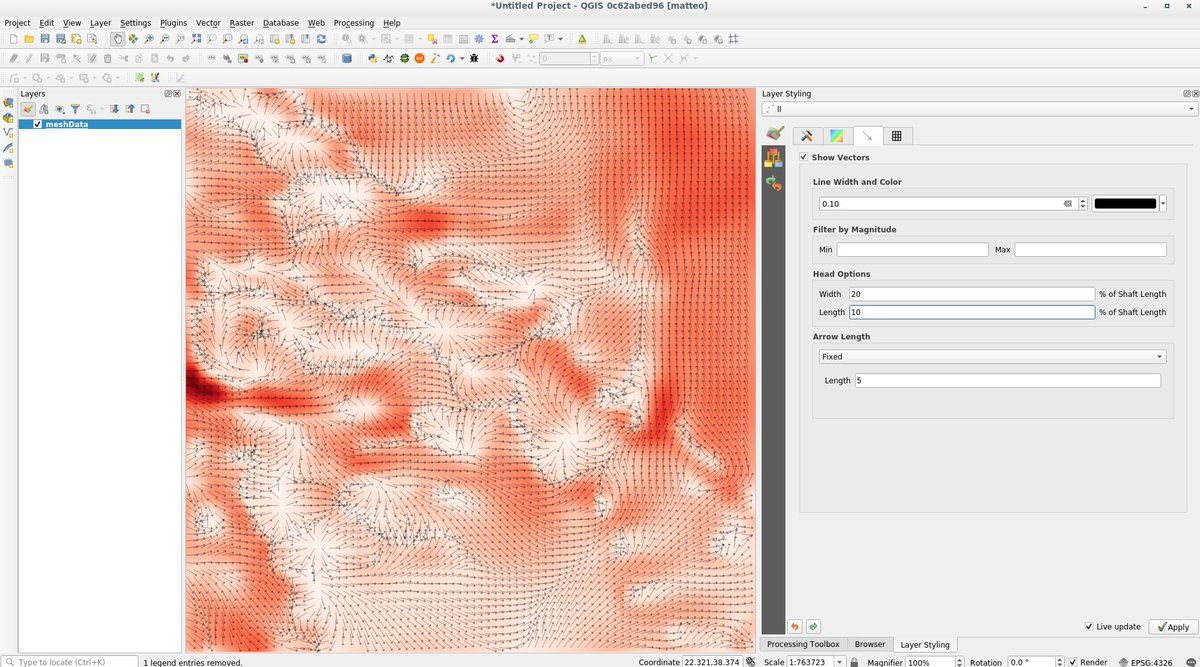 *Untitled Project - QGIS 0c62abed96 [matteo]
Project Edit View Layer Settings Plugins Vector Raster Database Web Processing Help
0 px
Layers
meshData
Layer Styling
Show Vectors
Line Width and Color
0.10
Filter by Magnitude
Min Max
Head Options
Width 20 % of Shaft Length
Length 10 % of Shaft Length
Arrow Length
Fixed
Length 5
Live update Apply
Processing Toolbox Browser Layer Styling
Type to locate (Ctrl+K) 1 legend entries removed. Coordinate 22.321,38.374 Scale 1:763723 Magnifier 100% Rotation 0.0 ° Render EPSG:4326